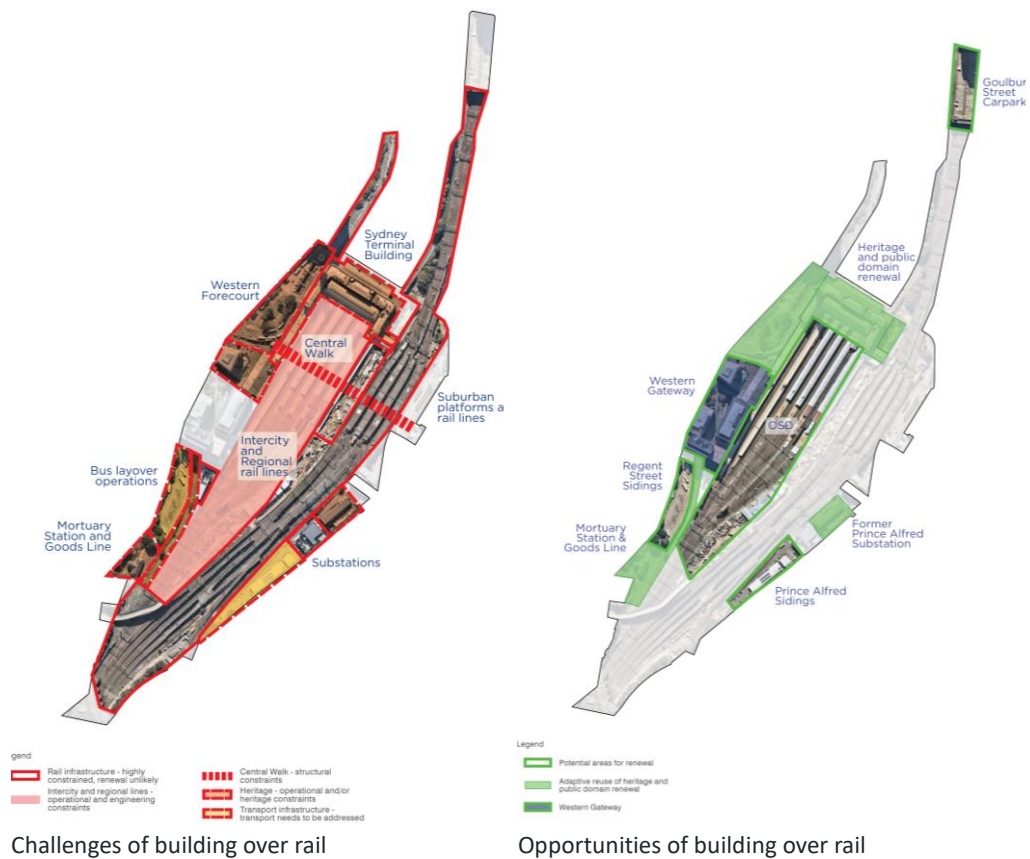 Sydney
Terminal
Building
Western
Forecourt
Central
Walk
Suburban
platforms a
rail lines
Intercity
and
Regional
rail lines
Bus layover
operations
Mortuary
Station and
Goods Line
Substations
gend
Rail infrastructure - highly
constrained, renewal unlikely
Intercity and regional lines -
operational and engineering
constraints
Central Walk - structural
constraints
Heritage - operational and/or
heritage constraints
Transport infrastructure -
transport needs to be addressed
Challenges of building over rail
Goulbur
Street
Carpark
Heritage
and public
domain
renewal
Western
Gateway
OSD
Regent
Street
Sidings
Mortuary
Station &
Goods Line
Former
Prince Alfred
Substation
Prince Alfred
Sidings
Legend
Potential areas for renewal
Adaptive reuse of heritage and
public domain renewal
Western Gateway
Opportunities of building over rail